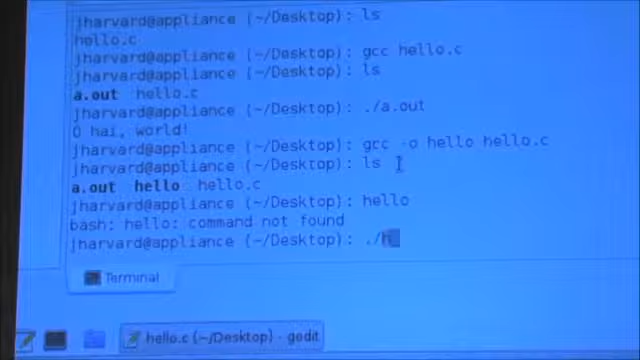 jharvard@appliance (~/Desktop): ls
hello.c
jharvard@appliance (~/Desktop): gcc hello.c
jharvard@appliance (~/Desktop): ls
a.out hello.c
jharvard@appliance (~/Desktop): ./a.out
O hai, world!
jharvard@appliance (~/Desktop): gcc -o hello hello.c
jharvard@appliance (~/Desktop): ls
a.out hello hello.c
jharvard@appliance (~/Desktop): hello
bash: hello: command not found
jharvard@appliance (~/Desktop): ./h
Terminal
hello.c (~/Desktop) - gedit